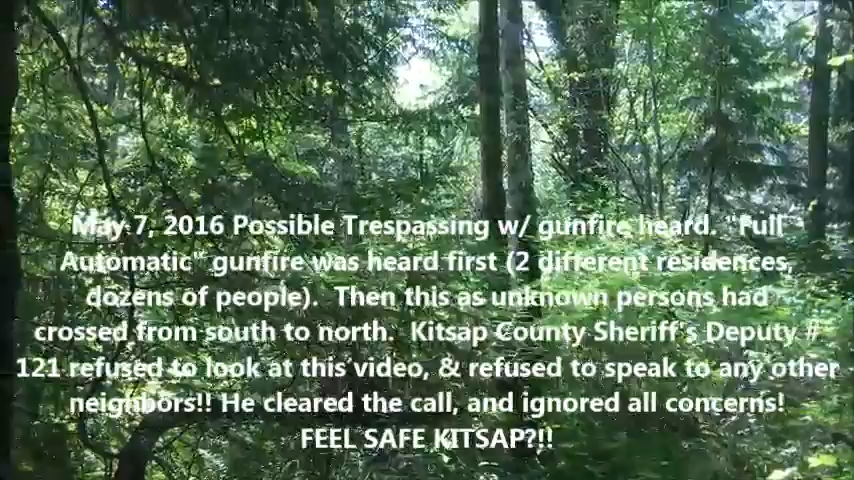 May 7, 2016 Possible Trespassing w/ gunfire heard. "Full
Automatic" gunfire was heard first (2 different residences,
dozens of people).  Then this as unknown persons had
crossed from south to north.  Kitsap County Sheriff's Deputy #
121 refused to look at this video, & refused to speak to any other
neighbors!! He cleared the call, and ignored all concerns!
FEEL SAFE KITSAP?!!